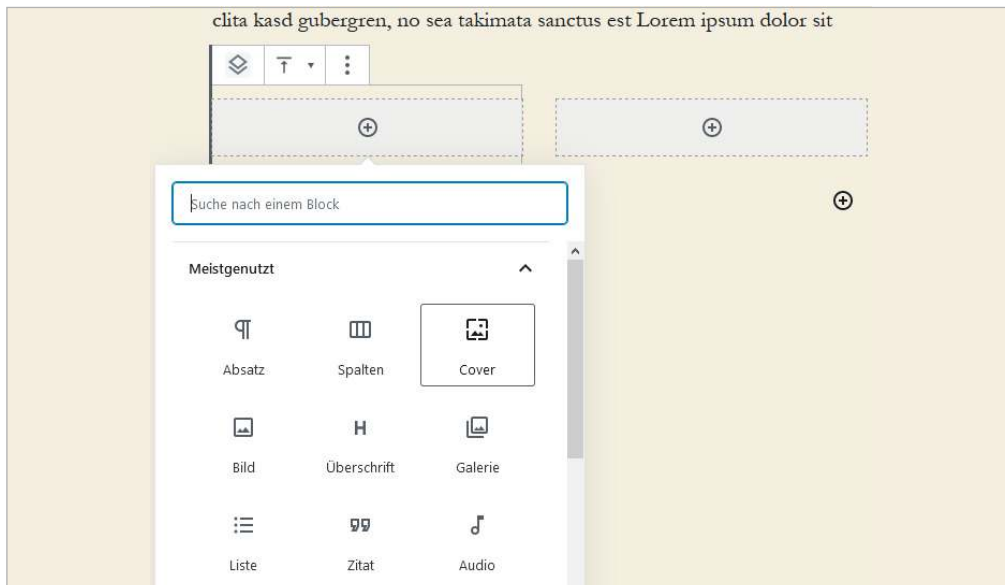 clita kasd gubergren, no sea takimata sanctus est Lorem ipsum dolor sit
Suche nach einem Block
Meistgenutzt
Absatz Spalten Cover
Bild Überschrift Galerie
Liste Zitat Audio